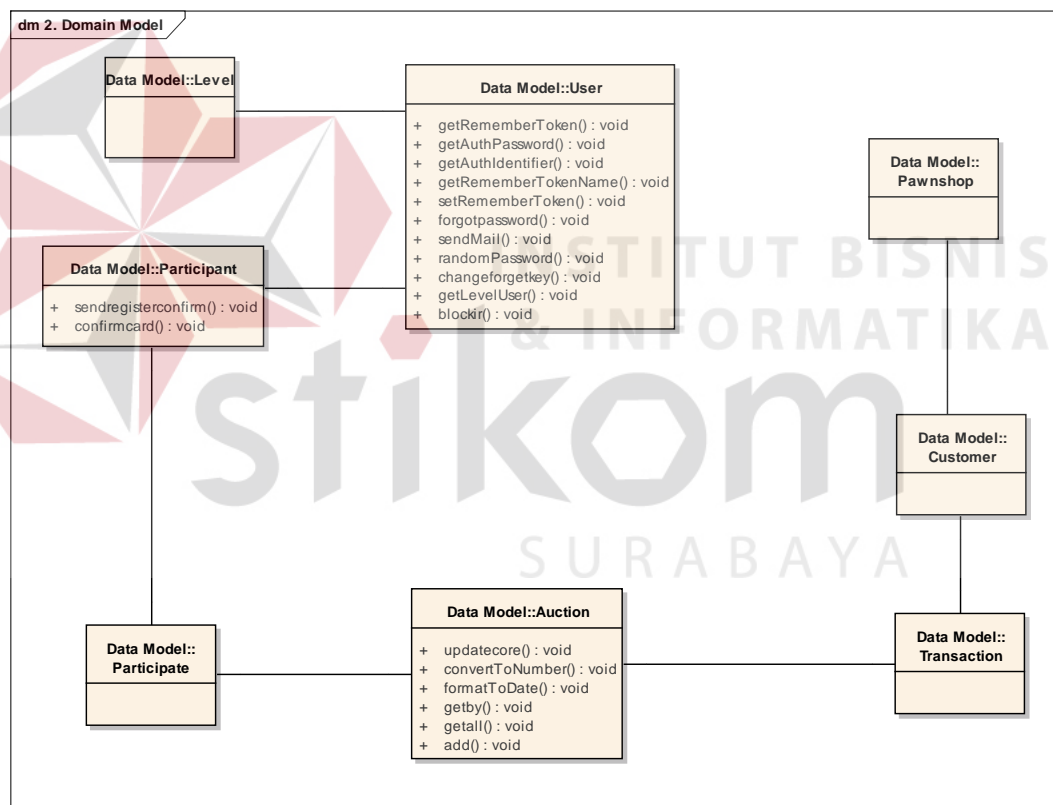 dm 2. Domain Model
Data Model::Level
Data Model::User
+ getRememberToken() : void
+ getAuthPassword() : void
+ getAuthIdentifier() : void
+ getRememberTokenName() : void
+ setRememberToken() : void
+ forgotpassword() : void
+ sendMail() : void
+ randomPassword() : void
+ changeforgetkey() : void
+ getLevelUser() : void
+ blockir() : void
Data Model::
Pawnshop
Data Model::Participant
+ sendregisterconfirm() : void
+ confirmcard() : void
INSTITUT BISNIS
& INFORMATIKA
stikom
SURABAYA
Data Model::
Customer
Data Model::
Participate
Data Model::Auction
+ updatecore() : void
+ convertToNumber() : void
+ formatToDate() : void
+ getby() : void
+ getall() : void
+ add() : void
Data Model::
Transaction